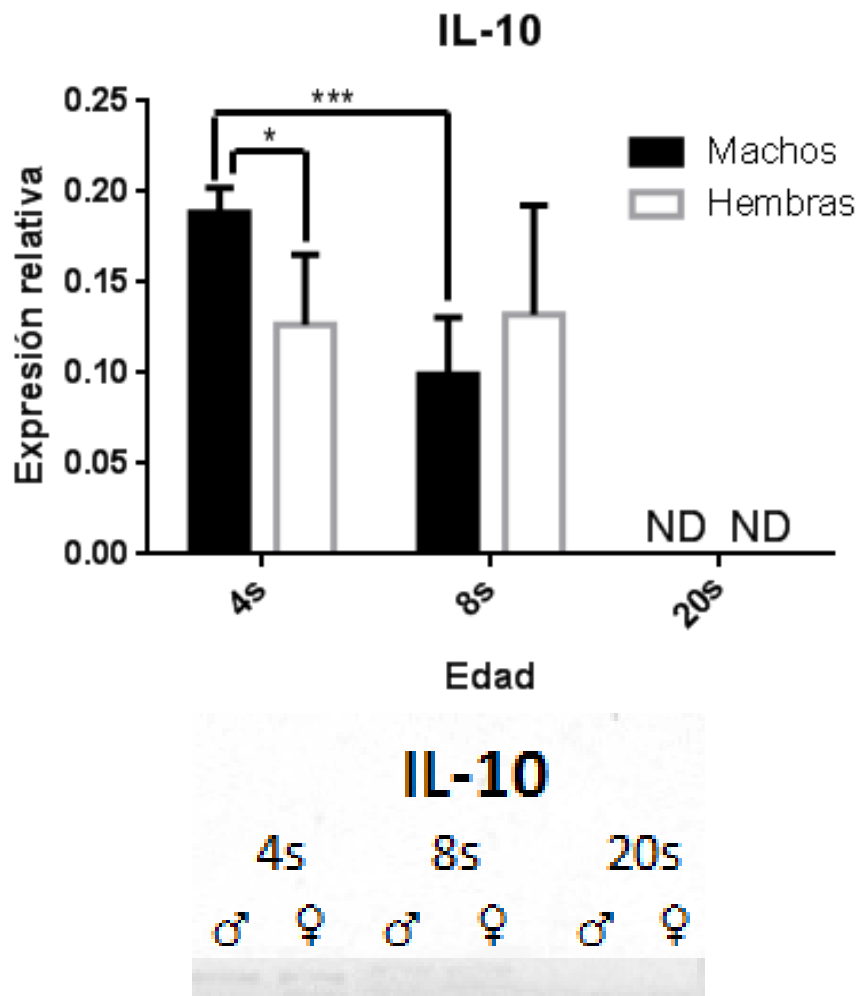 IL-10
***
*
Machos
Hembras
Expresión relativa
0.25
0.20
0.15
0.10
0.05
0.00
ND ND
4s 8s 20s
Edad
IL-10
4s 8s 20s
♂ ♀ ♂ ♀ ♂ ♀